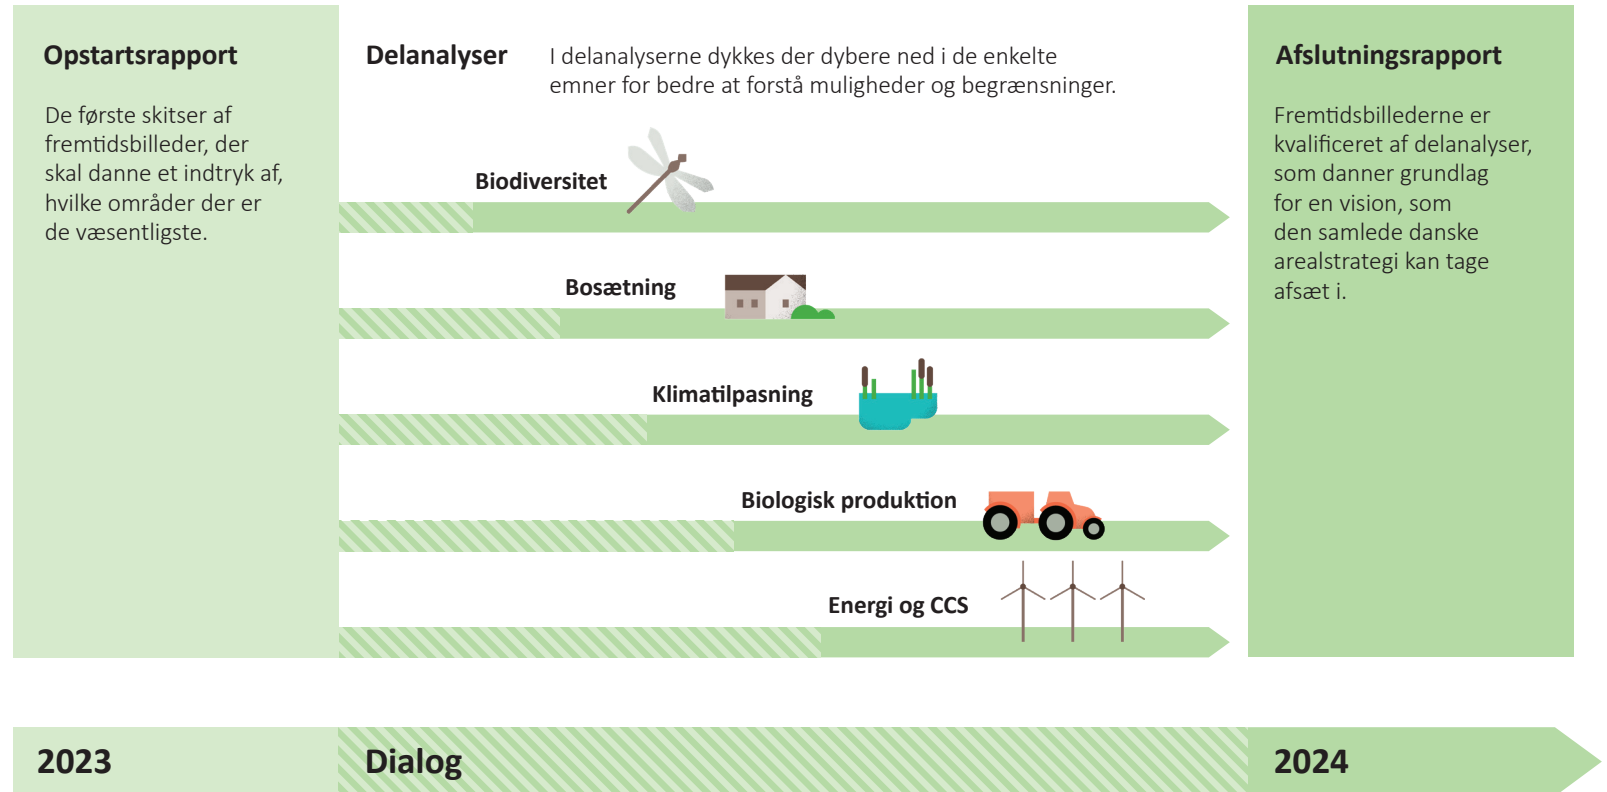 Opstartsrapport
De første skitser af
fremtidsbilleder, der
skal danne et indtryk af,
hvilke områder der er
de væsentligste.
Delanalyser
I delanalyserne dykkes der dybere ned i de enkelte
emner for bedre at forstå muligheder og begrænsninger.
Biodiversitet
Bosætning
Klimatilpasning
Biologisk produktion
Energi og CCS
Afslutningsrapport
Fremtidsbillederne er
kvalificeret af delanalyser,
som danner grundlag
for en vision, som
den samlede danske
arealstrategi kan tage
afsæt i.
2023
Dialog
2024